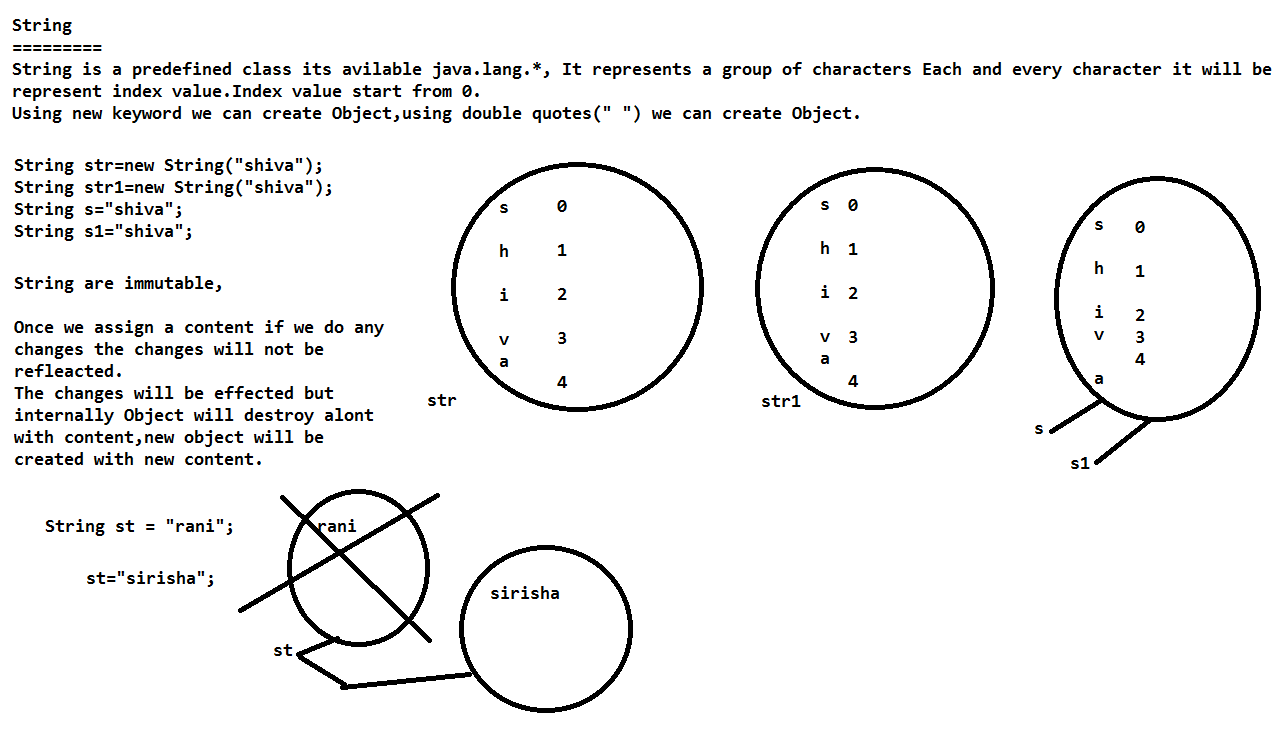 String
=========
String is a predefined class its avilable java.lang.*, It represents a group of characters Each and every character it will be
represent index value.Index value start from 0.
Using new keyword we can create Object,using double quotes(" ") we can create Object.
String str=new String("shiva");
String str1=new String("shiva");
String s="shiva";
String s1="shiva";
String are immutable,
Once we assign a content if we do any
changes the changes will not be
refleacted.
The changes will be effected but
internally Object will destroy alont
with content,new object will be
created with new content.
s 0
h 1
i 2
v 3
a
4
str
s 0
h 1
i 2
v 3
a
4
str1
s 0
h 1
i 2
v 3
4
a
s
s1
String st = "rani";
st="sirisha";
rani
sirisha
st